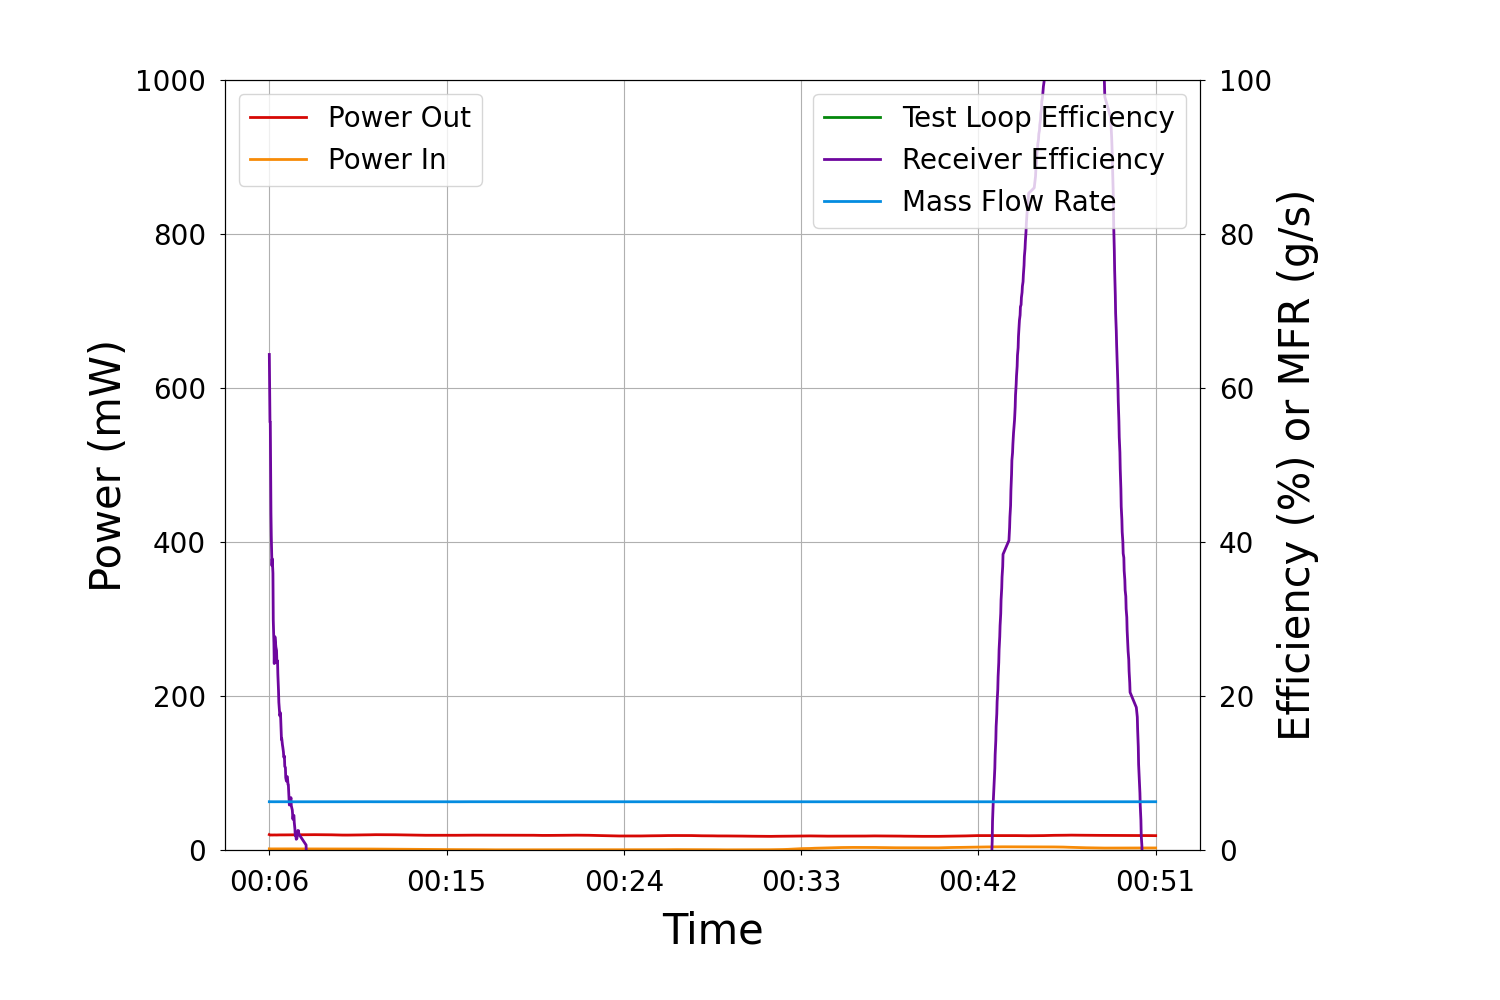 1000
800
600
400
200
0
Power (mW)
Power Out
Power In
Test Loop Efficiency
Receiver Efficiency
Mass Flow Rate
100
80
60
40
20
0
Efficiency (%) or MFR (g/s)
00:06 00:15 00:24 00:33 00:42 00:51
Time